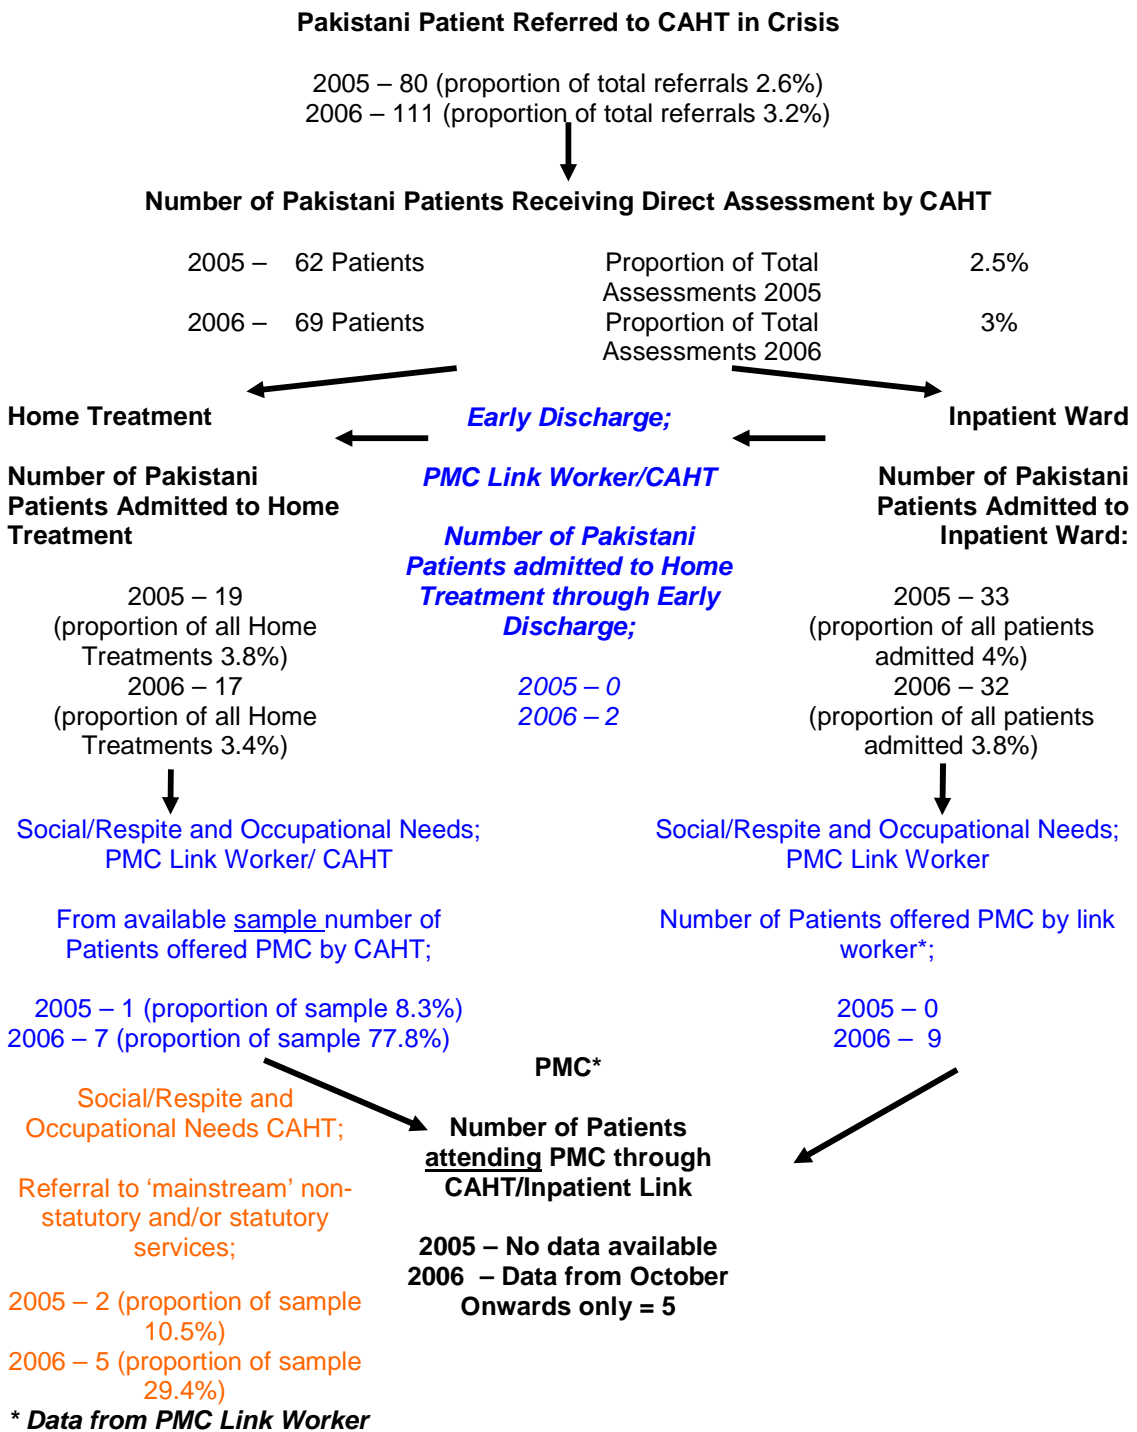 Pakistani Patient Referred to CAHT in Crisis
2005 – 80 (proportion of total referrals 2.6%)
2006 – 111 (proportion of total referrals 3.2%)
Number of Pakistani Patients Receiving Direct Assessment by CAHT
2005 – 62 Patients Proportion of Total 2.5%
Assessments 2005
2006 – 69 Patients Proportion of Total 3%
Assessments 2006
Home Treatment
Number of Pakistani
Patients Admitted to Home
Treatment
2005 – 19
(proportion of all Home
Treatments 3.8%)
2006 – 17
(proportion of all Home
Treatments 3.4%)
Early Discharge;
PMC Link Worker/CAHT
Number of Pakistani
Patients admitted to Home
Treatment through Early
Discharge;
2005 – 0
2006 – 2
Inpatient Ward
Number of Pakistani
Patients Admitted to
Inpatient Ward:
2005 – 33
(proportion of all patients
admitted 4%)
2006 – 32
(proportion of all patients
admitted 3.8%)
Social/Respite and Occupational Needs;
PMC Link Worker/ CAHT
From available sample number of
Patients offered PMC by CAHT;
2005 – 1 (proportion of sample 8.3%)
2006 – 7 (proportion of sample 77.8%)
Social/Respite and Occupational Needs;
PMC Link Worker
Number of Patients offered PMC by link
worker*;
2005 – 0
2006 – 9
Social/Respite and
Occupational Needs CAHT;
Referral to ‘mainstream’ non-
statutory and/or statutory
services;
2005 – 2 (proportion of sample
10.5%)
2006 – 5 (proportion of sample
29.4%)
PMC*
Number of Patients
attending PMC through
CAHT/Inpatient Link
2005 – No data available
2006 – Data from October
Onwards only = 5
* Data from PMC Link Worker